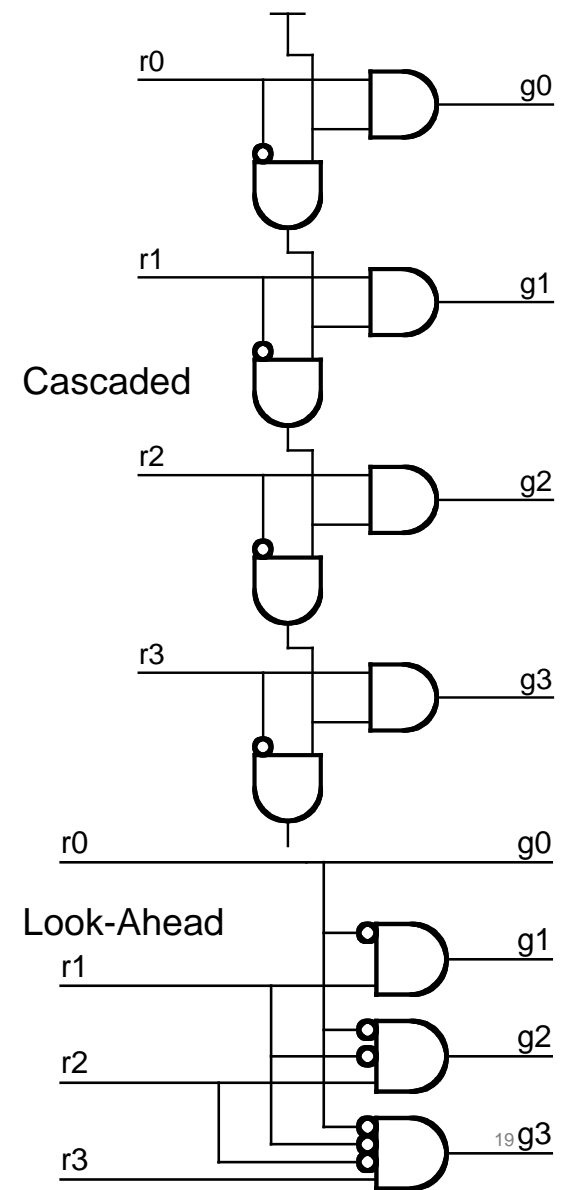 r0 g0
r1 g1
Cascaded
r2 g2
r3 g3
r0 g0
Look-Ahead
g1
r1
g2
r2
19 g3
r3